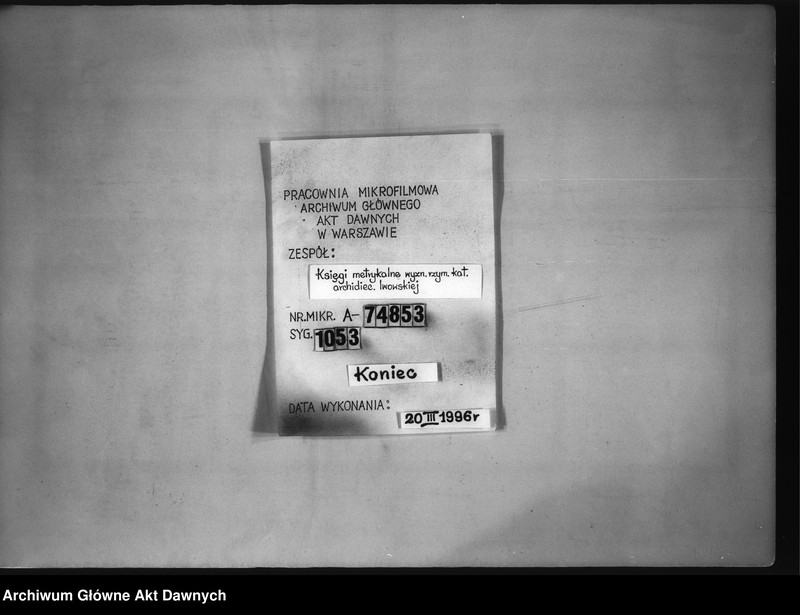 PRACOWNIA MIKROFILMOWA
ARCHIWUM GŁÓWNEGO
AKT DAWNYCH
W WARSZAWIE
ZESPÓŁ:
Księgi metrykalne wyzn. rzym. kat.
archidiec. lwowskiej
NR. MIKR. A- 74853
SYG. 1053
Koniec
DATA WYKONANIA:
20 III 1996r
Archiwum Główne Akt Dawnych